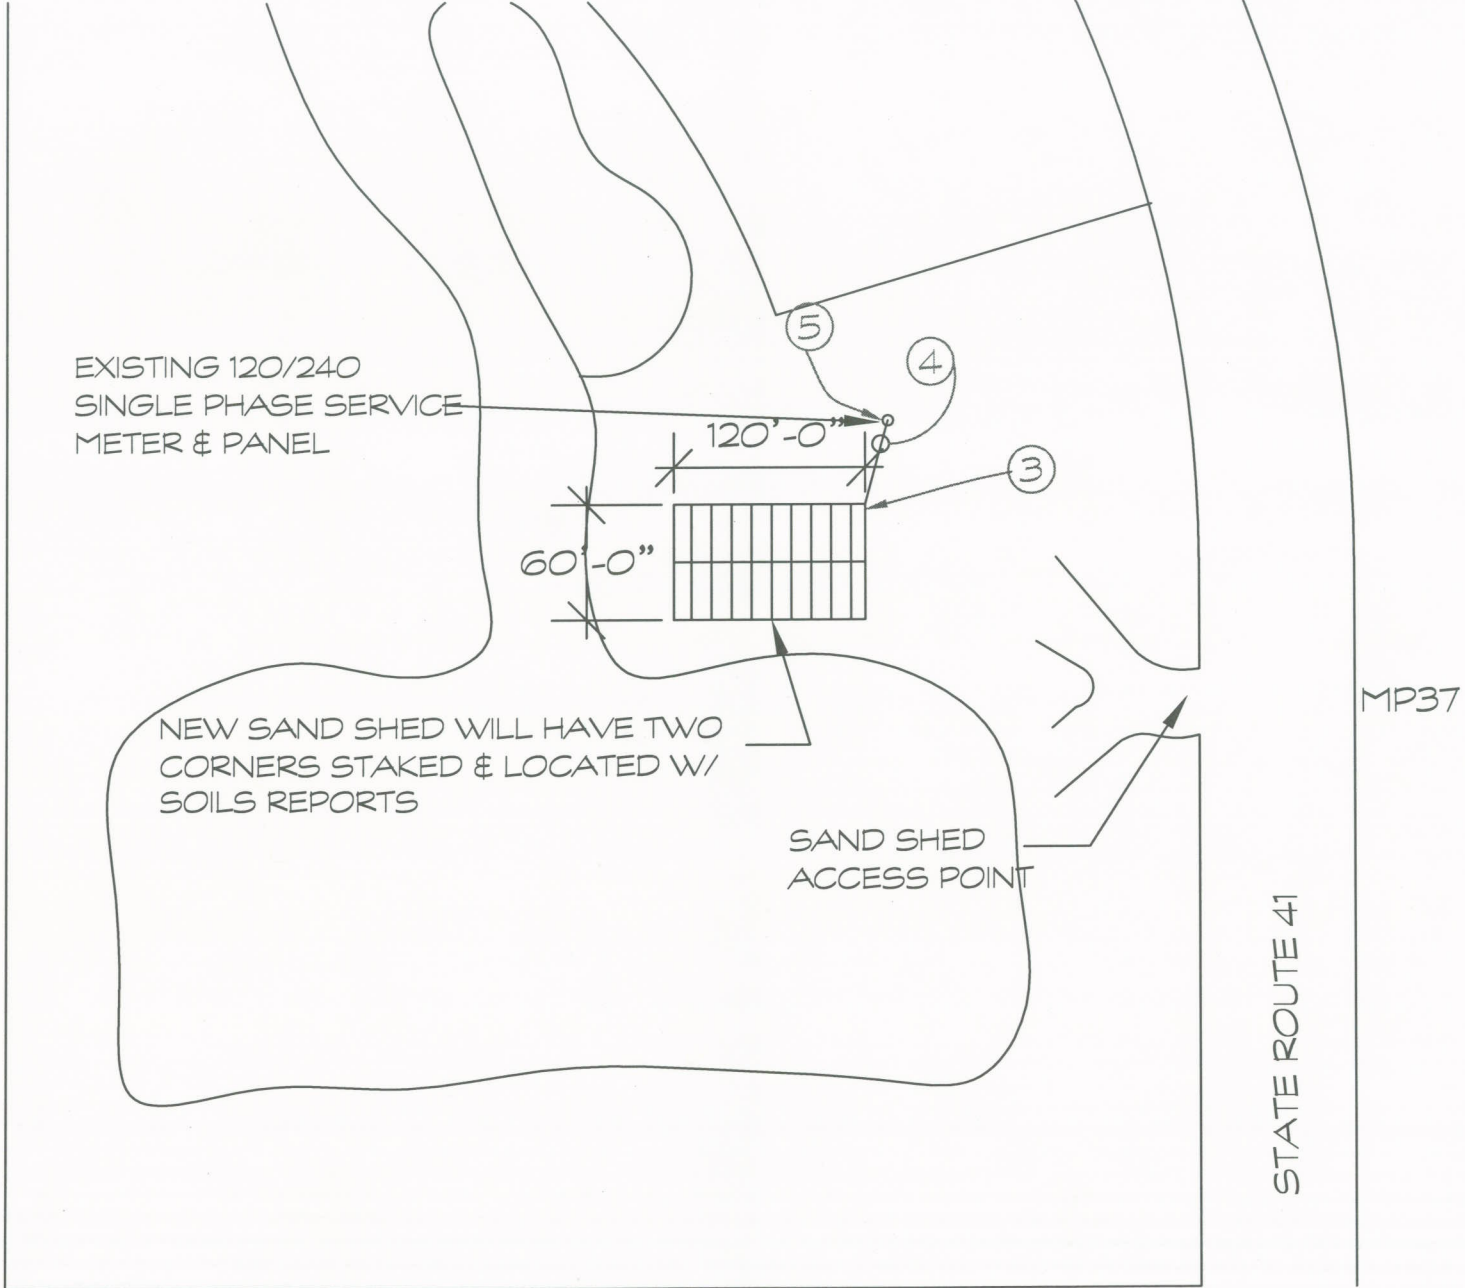 5
4
EXISTING 120/240
SINGLE PHASE SERVICE
METER & PANEL
120'-0"
3
60'-0"
MP37
NEW SAND SHED WILL HAVE TWO
CORNERS STAKED & LOCATED W/
SOILS REPORTS
SAND SHED
ACCESS POINT
STATE ROUTE 41